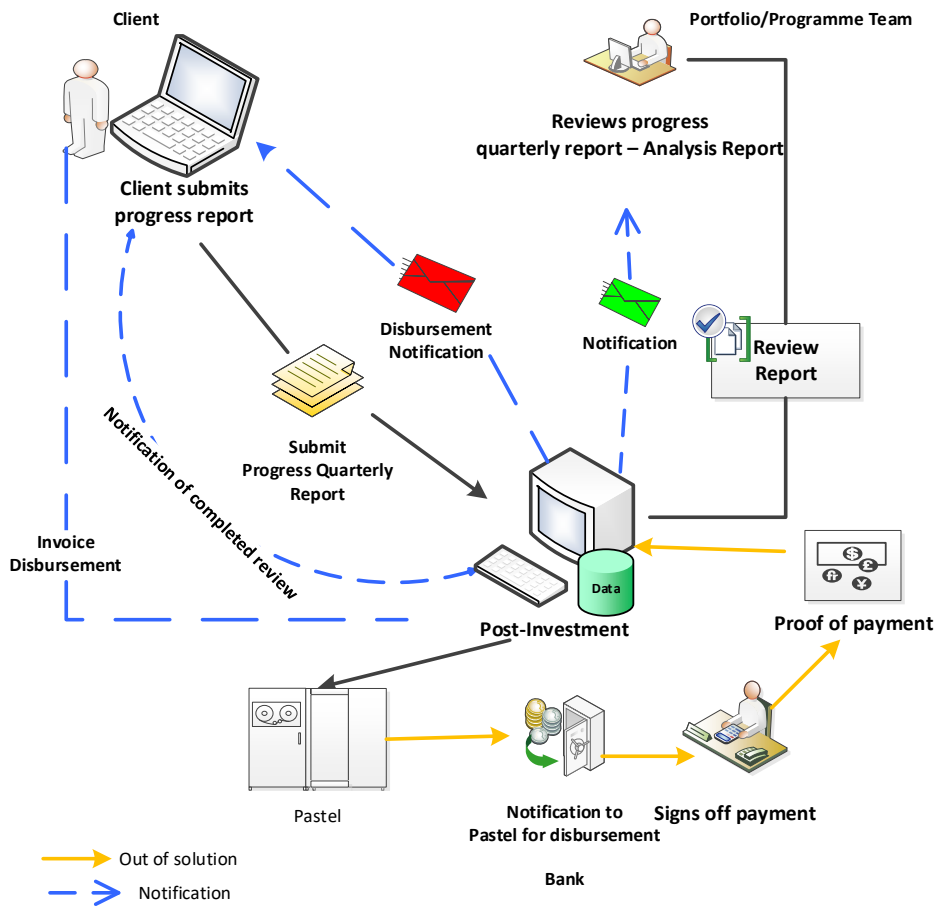 Client
Portfolio/Programme Team
Reviews progress
quarterly report – Analysis Report
Client submits
progress report
Disbursement
Notification
Notification
Review
Report
Submit
Progress Quarterly
Report
Notification of completed review
Invoice
Disbursement
Data
Post-Investment
$
£
¥
Proof of payment
Pastel
Notification to
Pastel for disbursement
Signs off payment
Bank
Out of solution
Notification